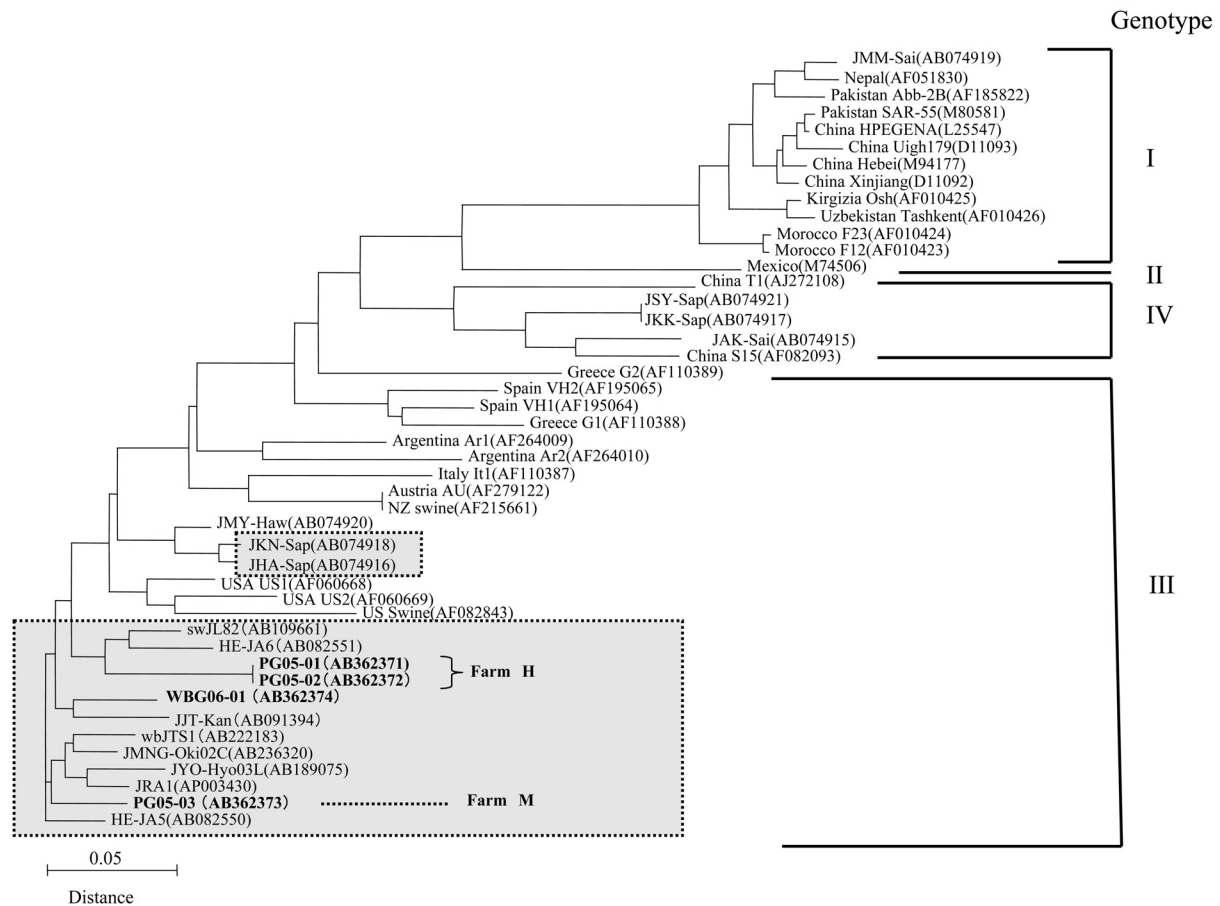 Genotype
JMM-Sai(AB074919)
Nepal(AF051830)
Pakistan Abb-2B(AF185822)
Pakistan SAR-55(M80581)
China HPEGENA(L25547)
China Uigh179(D11093)
China Hebei(M94177)
China Xinjiang(D11092)
Kirgizia Osh(AF010425)
Uzbekistan Tashkent(AF010426)
Morocco F23(AF010424)
Morocco F12(AF010423)
I
Mexico(M74506)
II
China T1(AJ272108)
JSY-Sap(AB074921)
JKK-Sap(AB074917)
JAK-Sai(AB074915)
China S15(AF082093)
IV
Greece G2(AF110389)
Spain VH2(AF195065)
Spain VH1(AF195064)
Greece G1(AF110388)
Argentina Ar1(AF264009)
Argentina Ar2(AF264010)
Italy It1(AF110387)
Austria AU(AF279122)
NZ swine(AF215661)
JMY-Haw(AB074920)
JKN-Sap(AB074918)
JHA-Sap(AB074916)
USA US1(AF060668)
USA US2(AF060669)
US Swine(AF082843)
III
swJL82(AB109661)
HE-JA6(AB082551)
PG05-01(AB362371)
PG05-02(AB362372)
Farm H
WBG06-01 (AB362374)
JJT-Kan(AB091394)
wbJTS1(AB222183)
JMNG-Oki02C(AB236320)
JYO-Hyo03L(AB189075)
JRA1(AP003430)
PG05-03 (AB362373) Farm M
HE-JA5(AB082550)
0.05
Distance